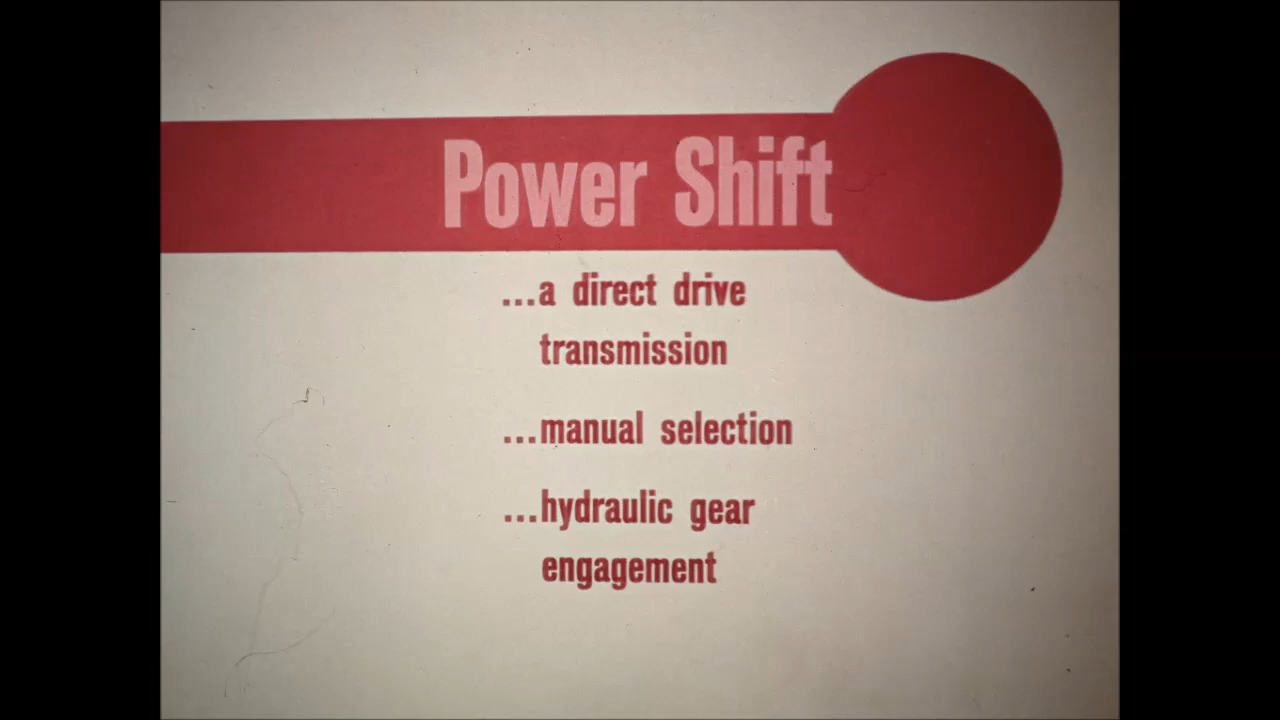 Power Shift
...a direct drive
transmission
...manual selection
...hydraulic gear
engagement